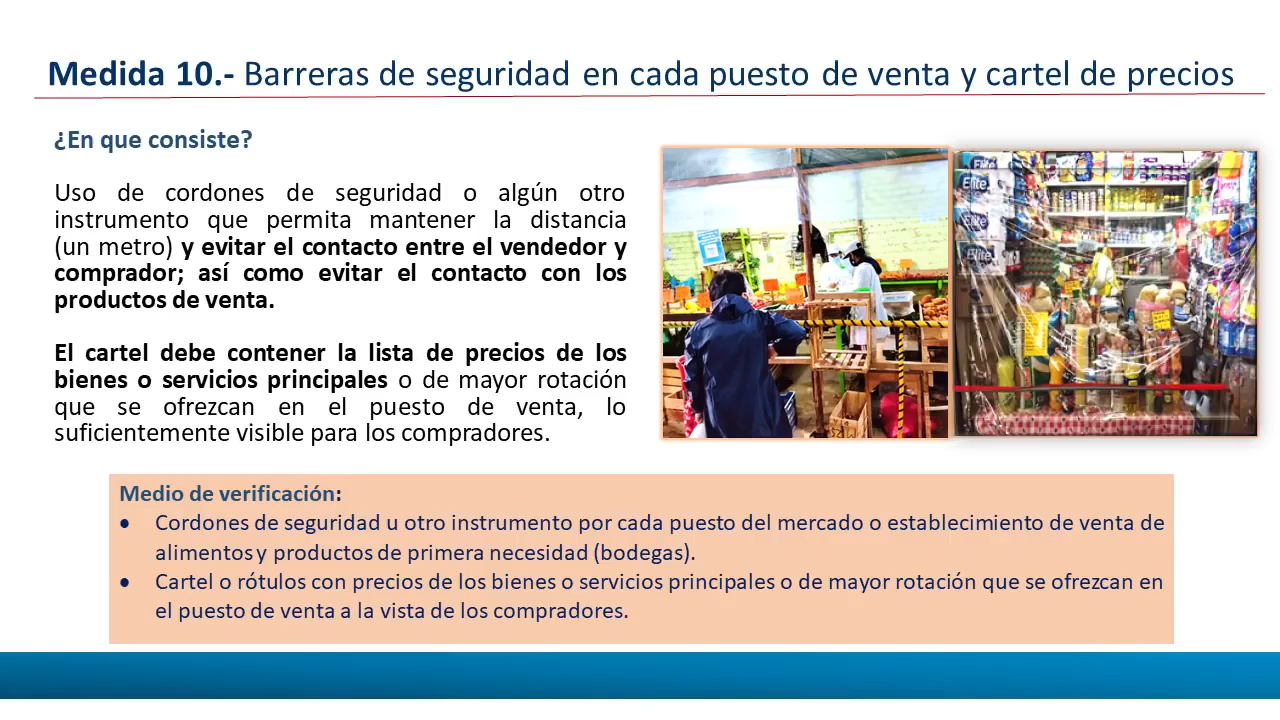 Medida 10.- Barreras de seguridad en cada puesto de venta y cartel de precios
¿En que consiste?
Uso de cordones de seguridad o algún otro
instrumento que permita mantener la distancia
(un metro) y evitar el contacto entre el vendedor y
comprador; así como evitar el contacto con los
productos de venta.
El cartel debe contener la lista de precios de los
bienes o servicios principales o de mayor rotación
que se ofrezcan en el puesto de venta, lo
suficientemente visible para los compradores.
Elite
Elite
Elite
Elite
Medio de verificación:
• Cordones de seguridad u otro instrumento por cada puesto del mercado o establecimiento de venta de
alimentos y productos de primera necesidad (bodegas).
• Cartel o rótulos con precios de los bienes o servicios principales o de mayor rotación que se ofrezcan en
el puesto de venta a la vista de los compradores.